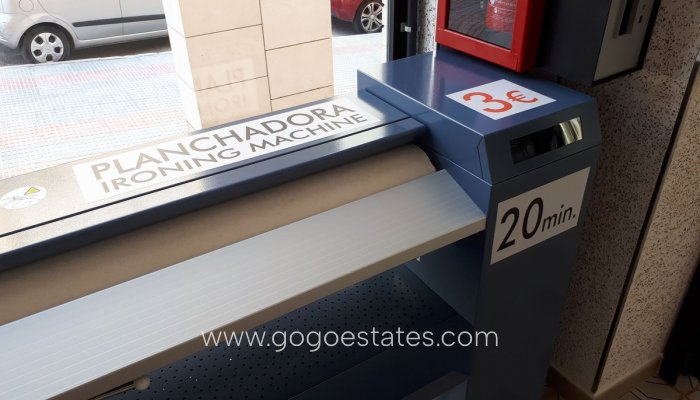 3€
PLANCHADORA
IRONING MACHINE
20min.
www.gogoestates.com